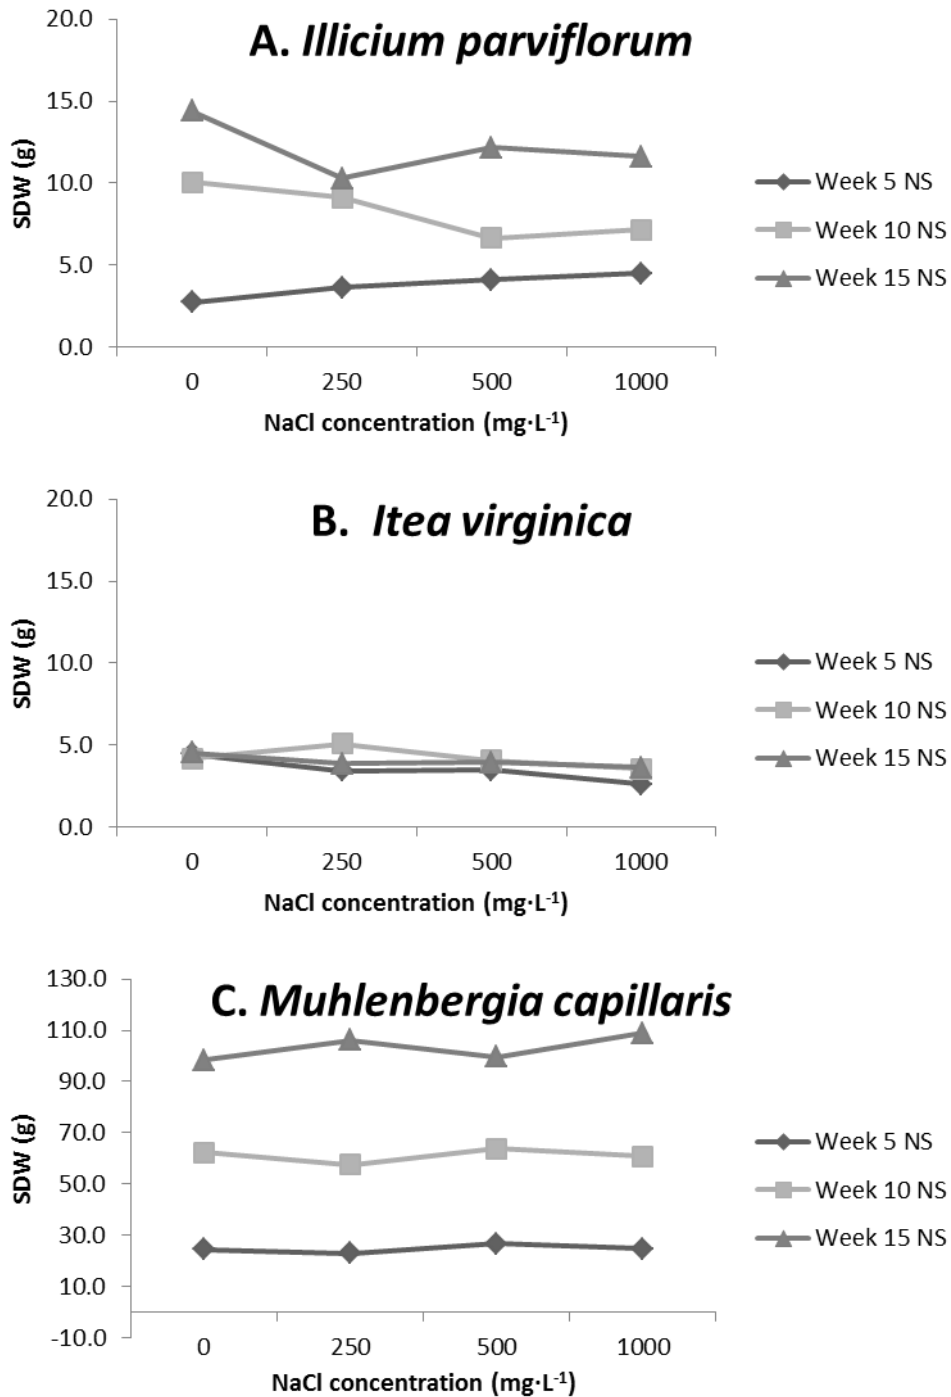 A. Illicium parviflorum
20.0
15.0
10.0
5.0
0.0
SDW (g)
0 250 500 1000
NaCl concentration (mg·L-1)
Week 5 NS
Week 10 NS
Week 15 NS
B. Itea virginica
20.0
15.0
10.0
5.0
0.0
SDW (g)
0 250 500 1000
NaCl concentration (mg·L-1)
Week 5 NS
Week 10 NS
Week 15 NS
C. Muhlenbergia capillaris
130.0
110.0
90.0
70.0
50.0
30.0
10.0
-10.0
SDW (g)
0 250 500 1000
NaCl concentration (mg·L-1)
Week 5 NS
Week 10 NS
Week 15 NS